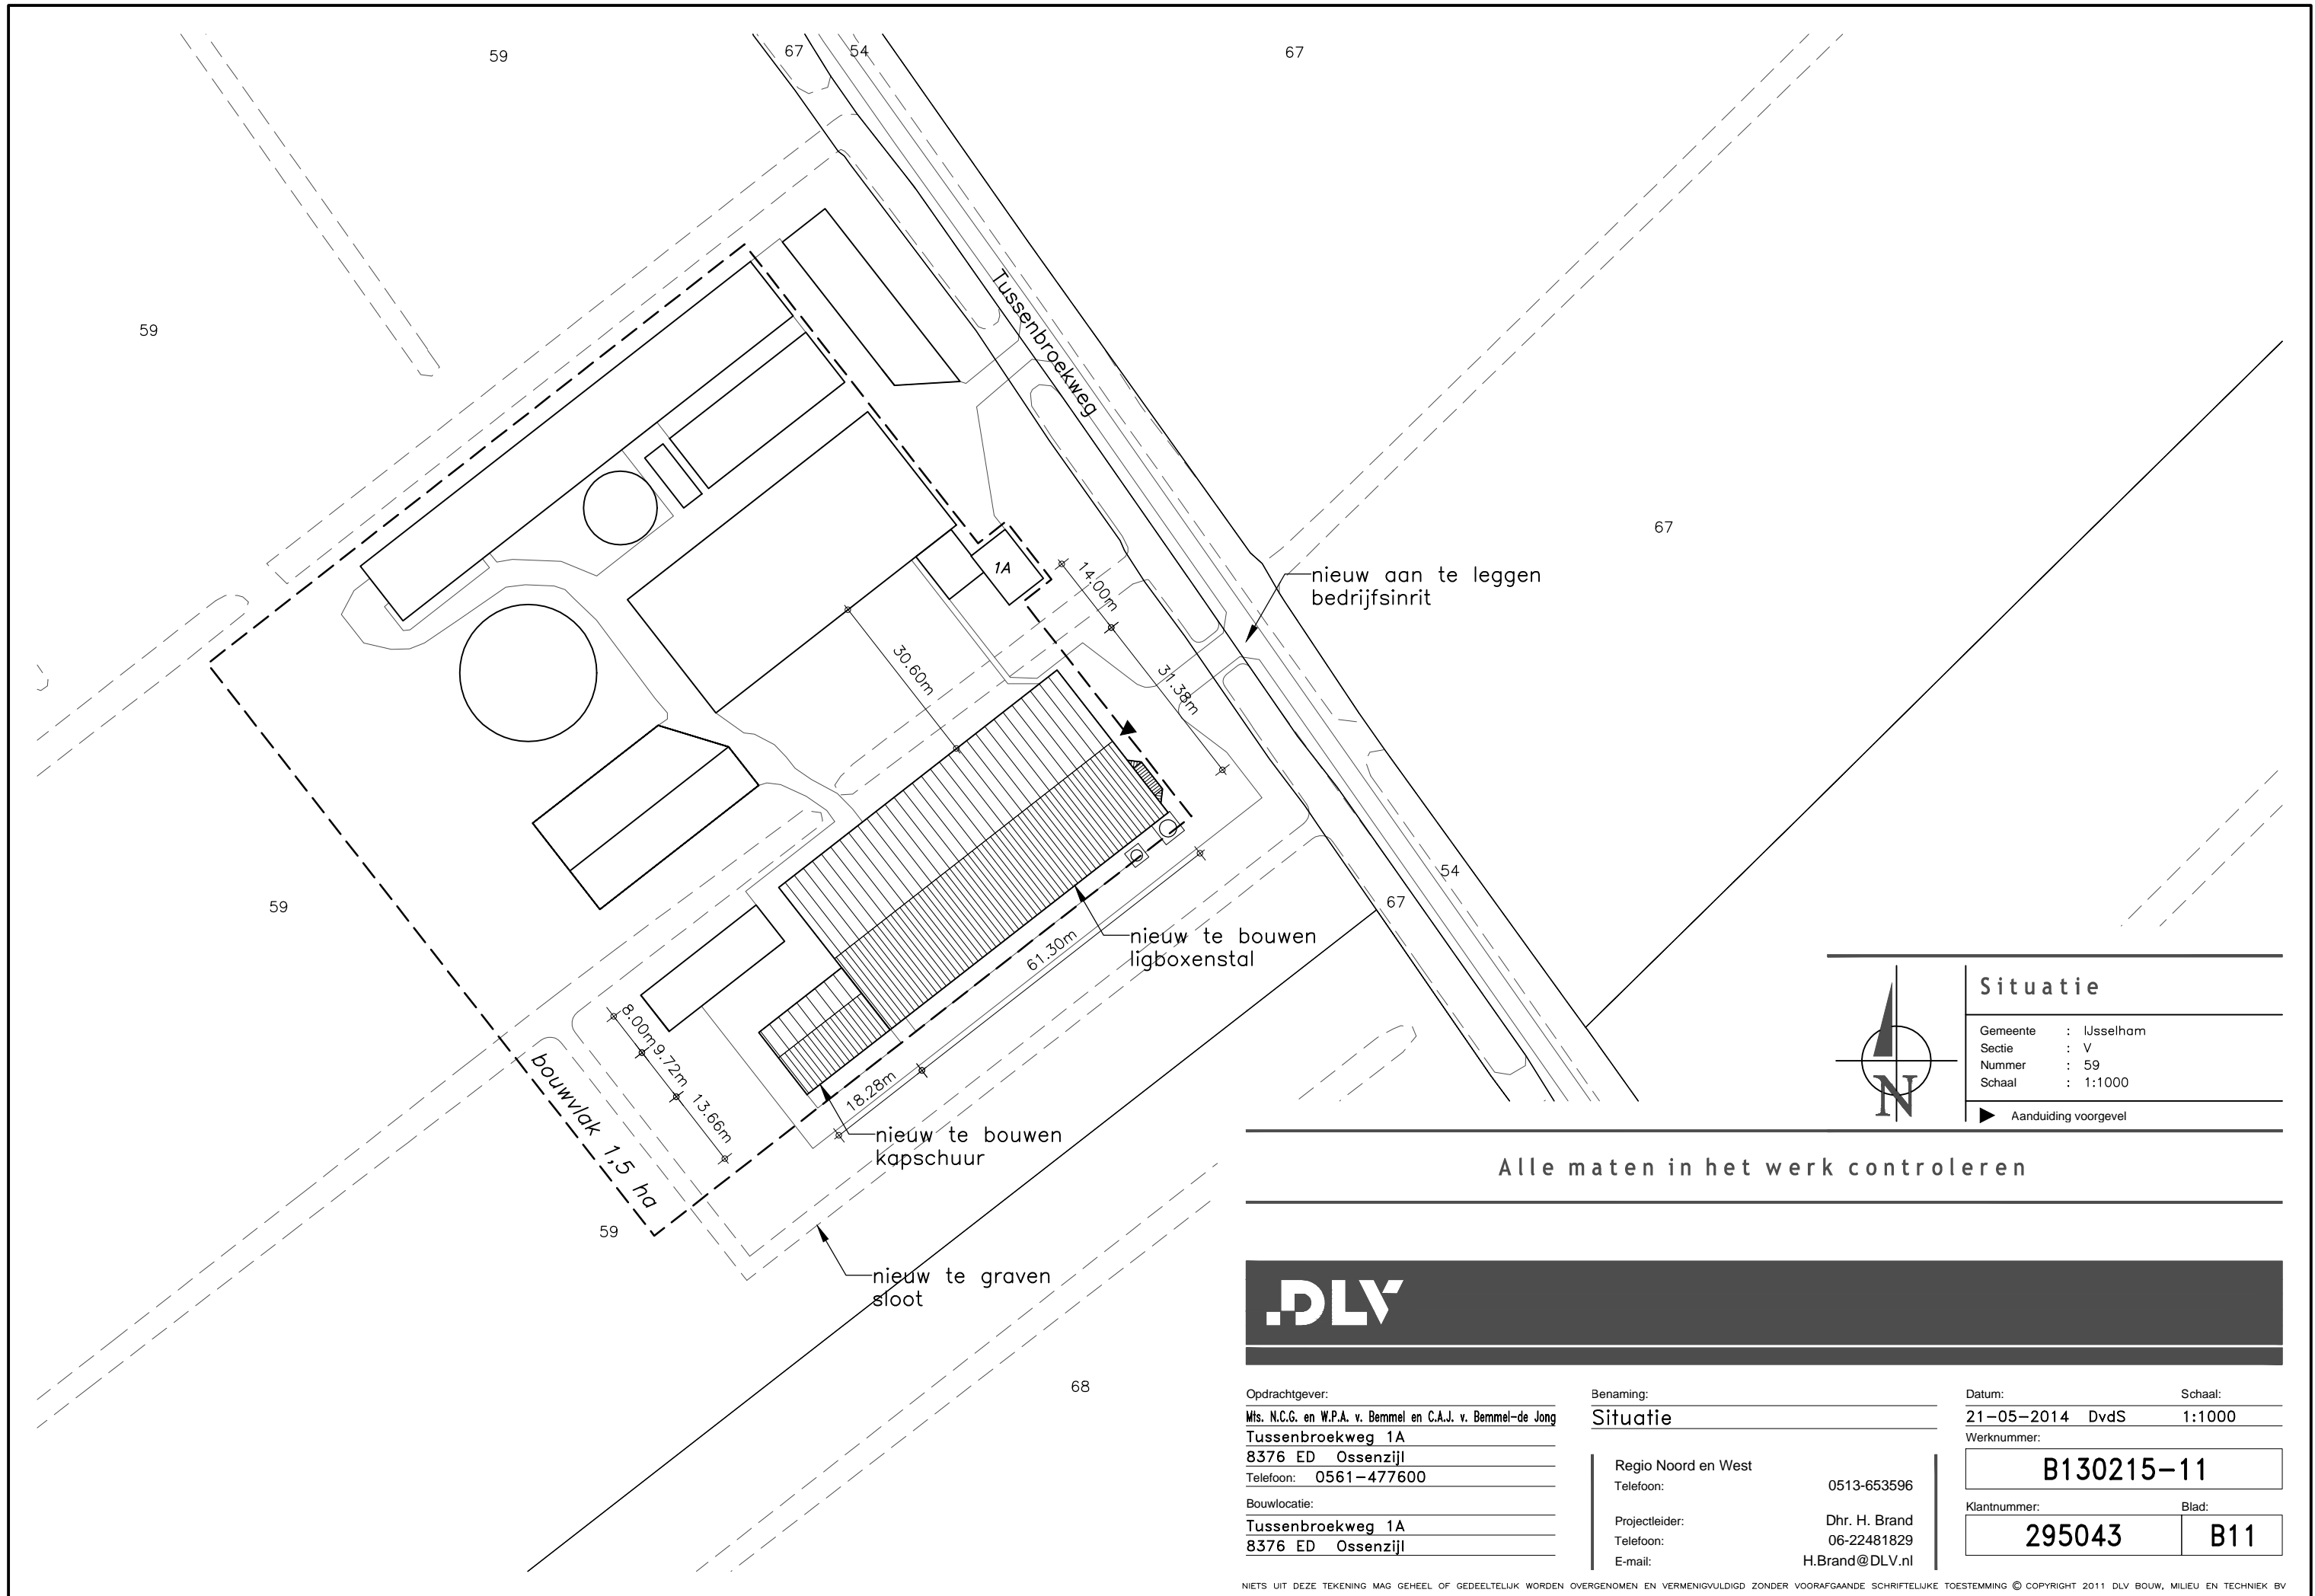 59
67
54
67
59
Tussenbroekweg
67
1A
14.00m
nieuw aan te leggen
bedrijfsinrit
30.60m
31.38m
54
67
59
nieuw te bouwen
ligboxenstal
61.30m
8.00m
9.72m
13.66m
18.28m
bouwvlak 1,5 ha
nieuw te bouwen
kapschuur
59
nieuw te graven
sloot
68
N
Situatie
Gemeente : IJsselham
Sectie : V
Nummer : 59
Schaal : 1:1000
Aanduiding voorgevel
Alle maten in het werk controleren
DLV
Opdrachtgever:
Mts. N.C.G. en W.P.A. v. Bemmel en C.A.J. v. Bemmel-de Jong
Tussenbroekweg 1A
8376 ED Ossenzijl
Telefoon: 0561-477600
Bouwlocatie:
Tussenbroekweg 1A
8376 ED Ossenzijl
Benaming:
Situatie
Regio Noord en West
Telefoon: 0513-653596
Projectleider: Dhr. H. Brand
Telefoon: 06-22481829
E-mail: H.Brand@DLV.nl
Datum: Schaal:
21-05-2014 DvdS 1:1000
Werknummer:
B130215-11
Klantnummer: Blad:
295043 B11
NIETS UIT DEZE TEKENING MAG GEHEEL OF GEDEELTELIJK WORDEN OVERGENOMEN EN VERMENIGVULDIGD ZONDER VOORAFGAANDE SCHRIFTELIJKE TOESTEMMING © COPYRIGHT 2011 DLV BOUW, MILIEU EN TECHNIEK BV